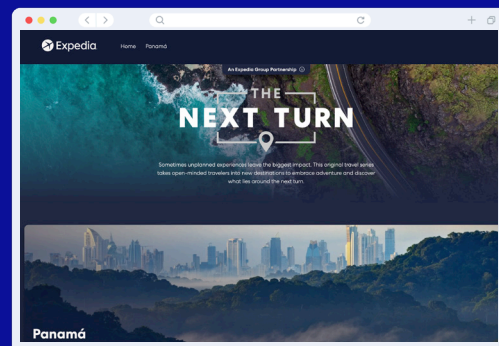 Expedia
Home Panamá
An Expedia Group Partnership
THE
NEXT TURN
Sometimes unplanned experiences leave the biggest impact. This original travel series
takes open-minded travelers into new destinations to embrace adventure and discover
what lies around the next turn.
Panamá